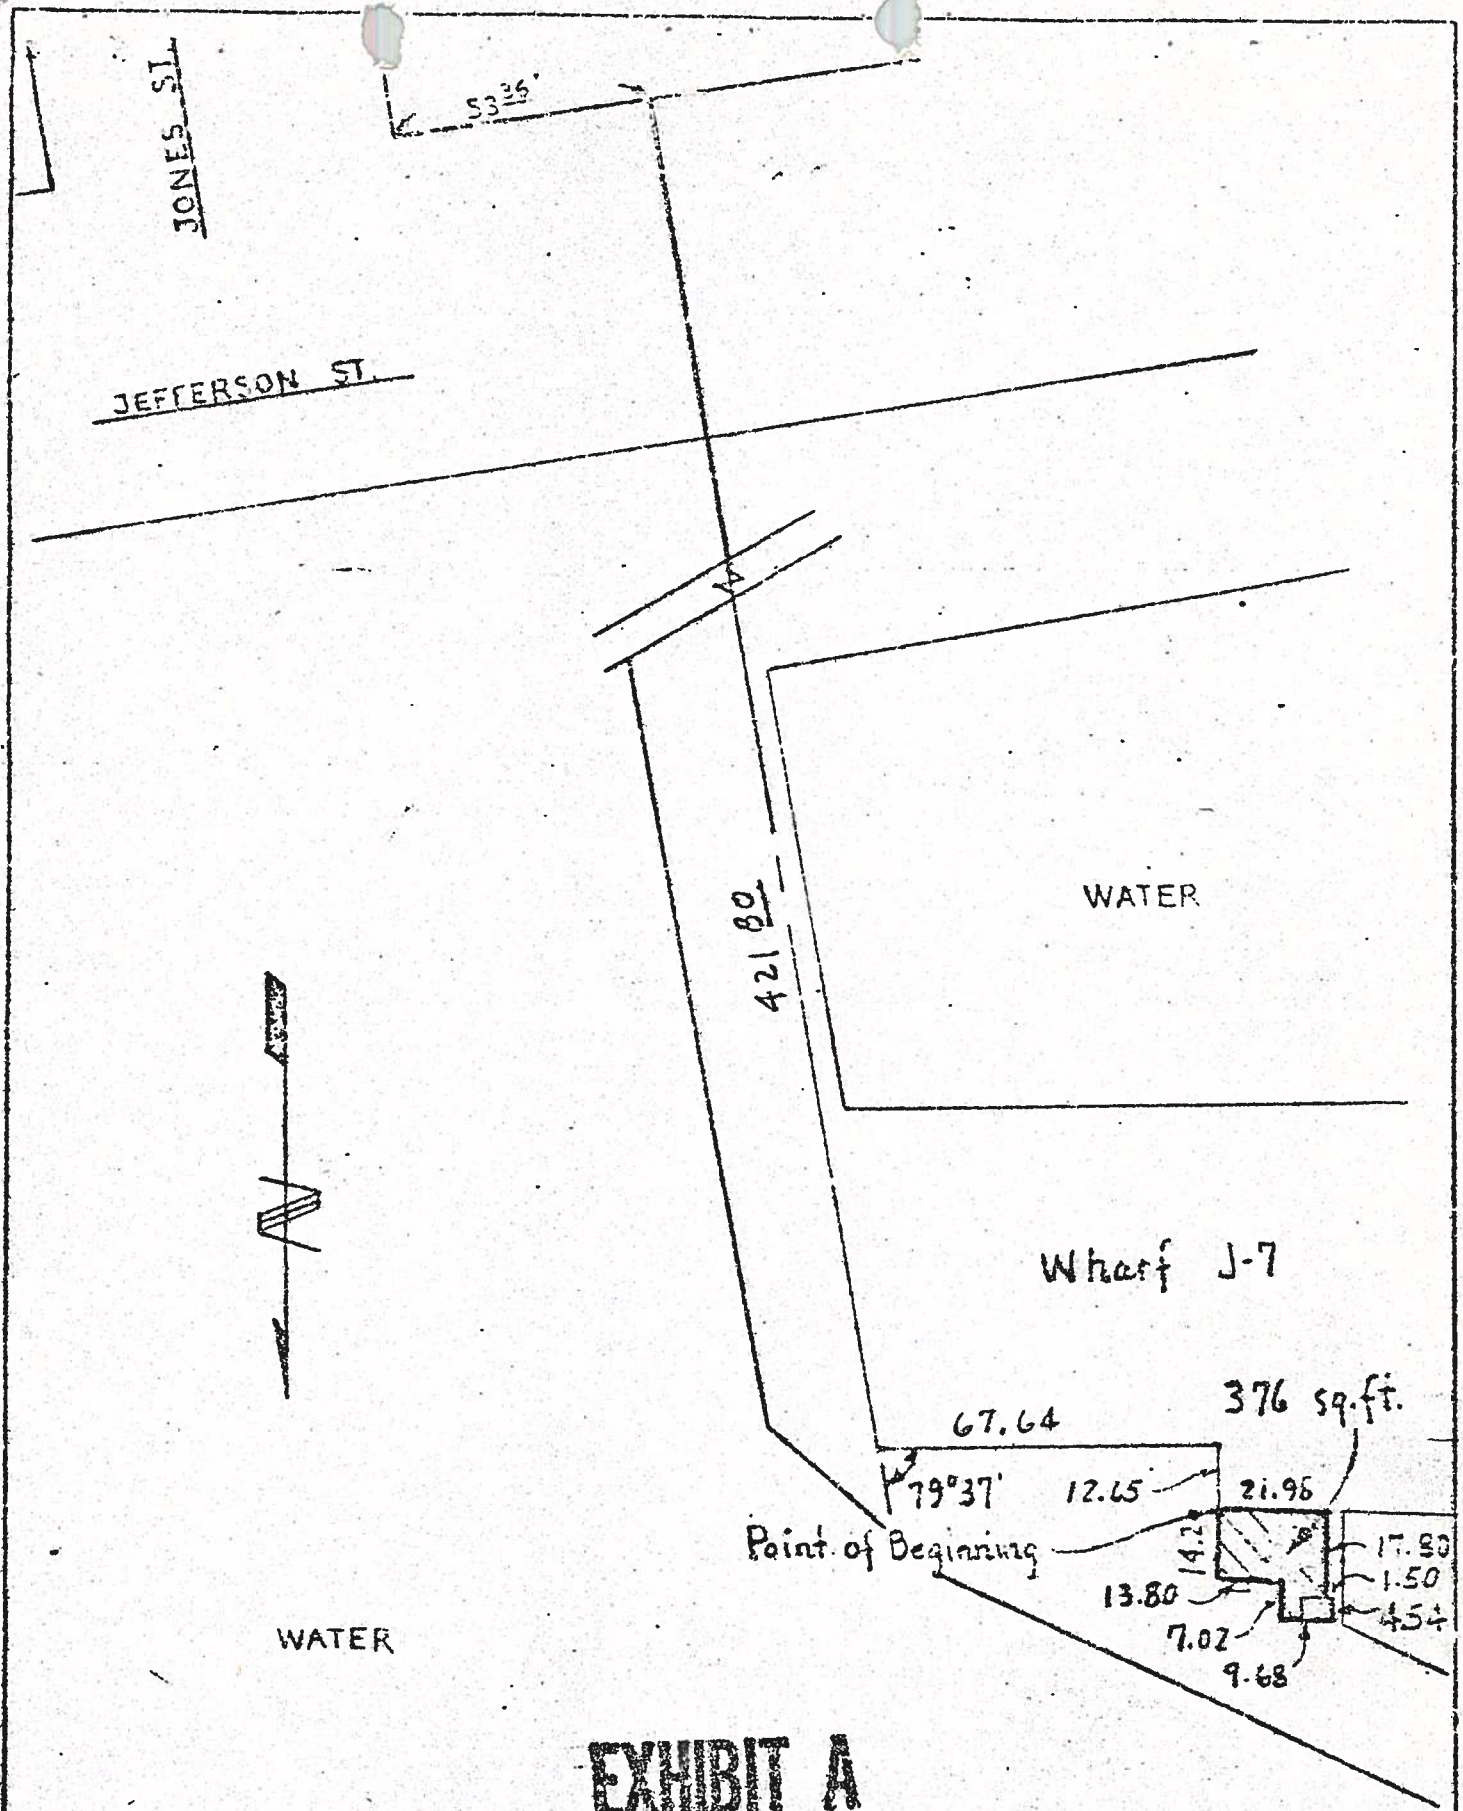 JONES ST.
53 36'
JEFFERSON ST.
WATER
421 80
Wharf J-7
376 sq.ft.
67.64
79°37'
12.65
21.96
Point of Beginning
14.2
17.80
13.80
1.50
4.54
7.02
9.68
WATER
EXHIBIT A